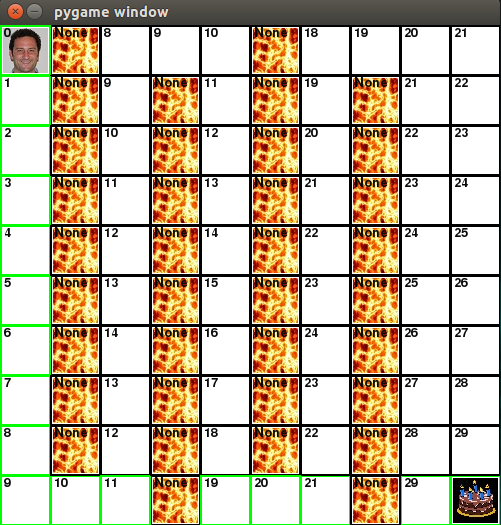 pygame window
0 None 8 9 10 None 18 19 20 21
1 None 9 None 11 None 19 None 21 22
2 None 10 None 12 None 20 None 22 23
3 None 11 None 13 None 21 None 23 24
4 None 12 None 14 None 22 None 24 25
5 None 13 None 15 None 23 None 25 26
6 None 14 None 16 None 24 None 26 27
7 None 13 None 17 None 23 None 27 28
8 None 12 None 18 None 22 None 28 29
9 10 11 None 19 20 21 None 29